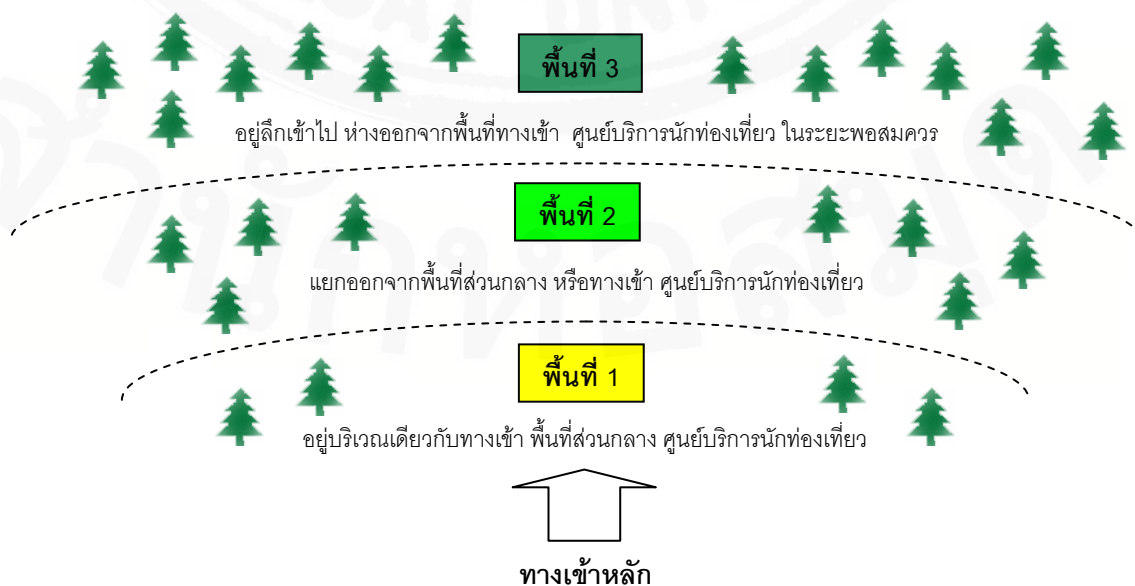 พื้นที่ 3
อยู่ลึกเข้าไป ห่างออกจากพื้นที่ทางเข้า ศูนย์บริการนักท่องเที่ยว ในระยะพอสมควร
พื้นที่ 2
แยกออกจากพื้นที่ส่วนกลาง หรือทางเข้า ศูนย์บริการนักท่องเที่ยว
พื้นที่ 1
อยู่บริเวณเดียวกับทางเข้า พื้นที่ส่วนกลาง ศูนย์บริการนักท่องเที่ยว
ทางเข้าหลัก